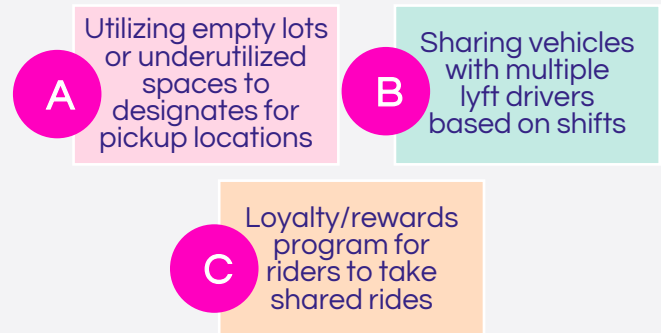 A
Utilizing empty lots
or underutilized
spaces to
designates for
pickup locations
B
Sharing vehicles
with multiple
lyft drivers
based on shifts
C
Loyalty/rewards
program for
riders to take
shared rides